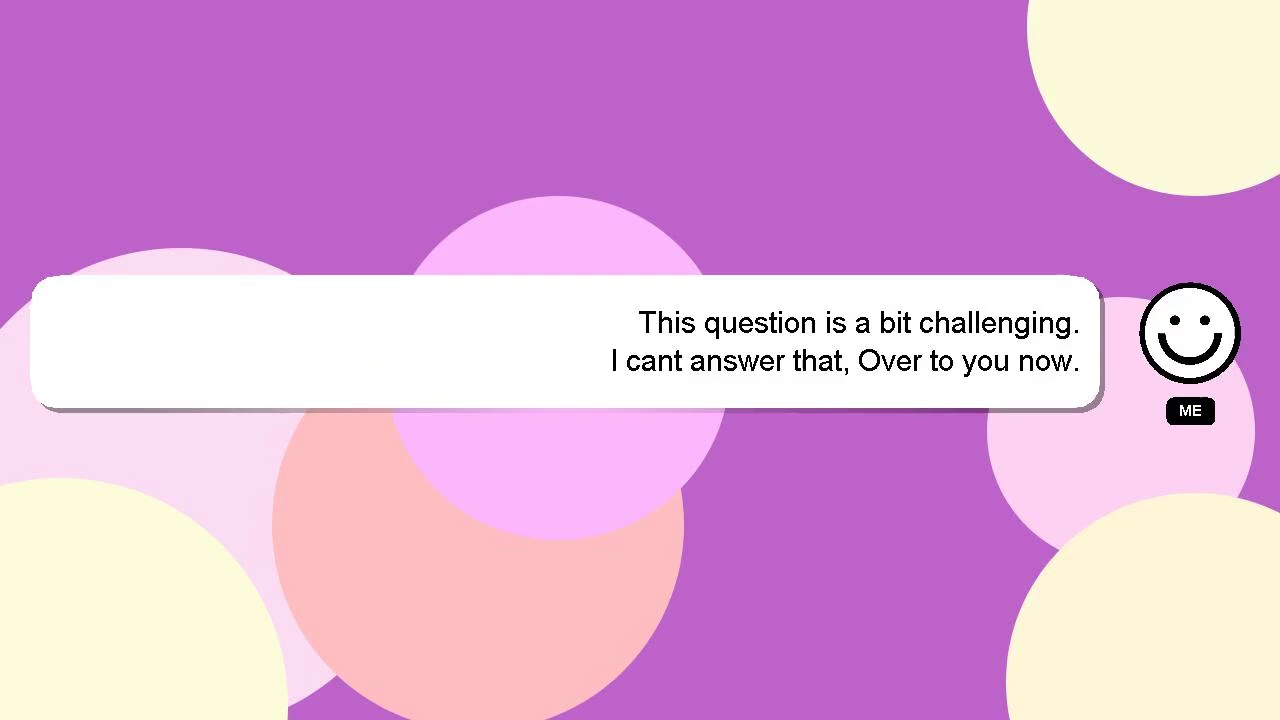 This question is a bit challenging.
I cant answer that, Over to you now.
ME